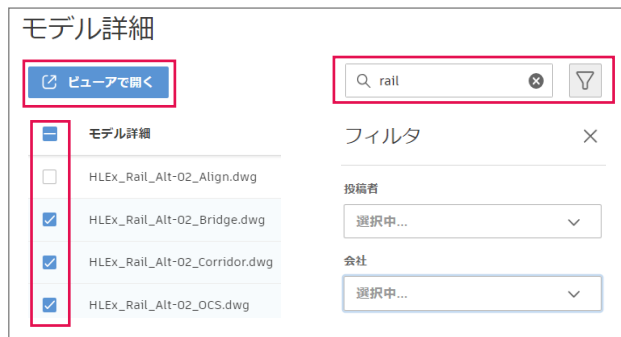 モデル詳細
ビューアで開く
rail
モデル詳細
フィルタ
HLEx_Rail_Alt-02_Align.dwg
投稿者
HLEx_Rail_Alt-02_Bridge.dwg
選択中...
HLEx_Rail_Alt-02_Corridor.dwg
会社
HLEx_Rail_Alt-02_OCS.dwg
選択中...